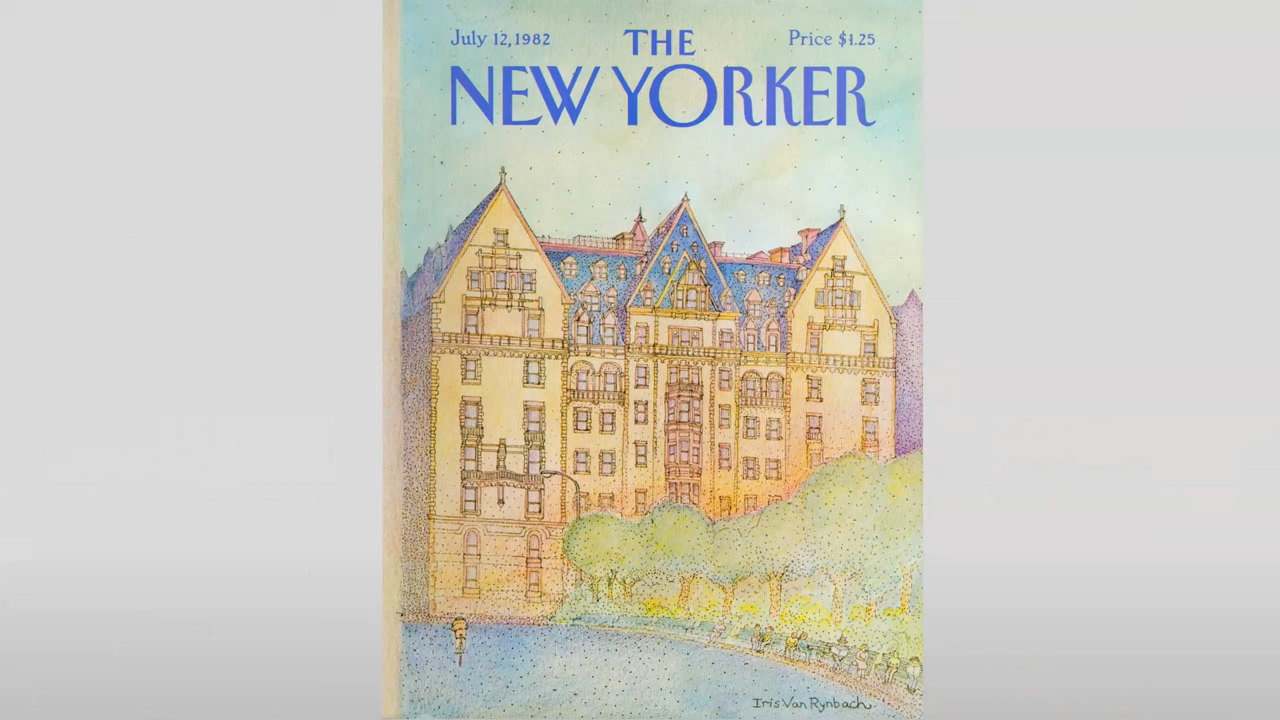 July 12, 1982
Price $1.25
THE
NEW YORKER
Iris Van Rynbach